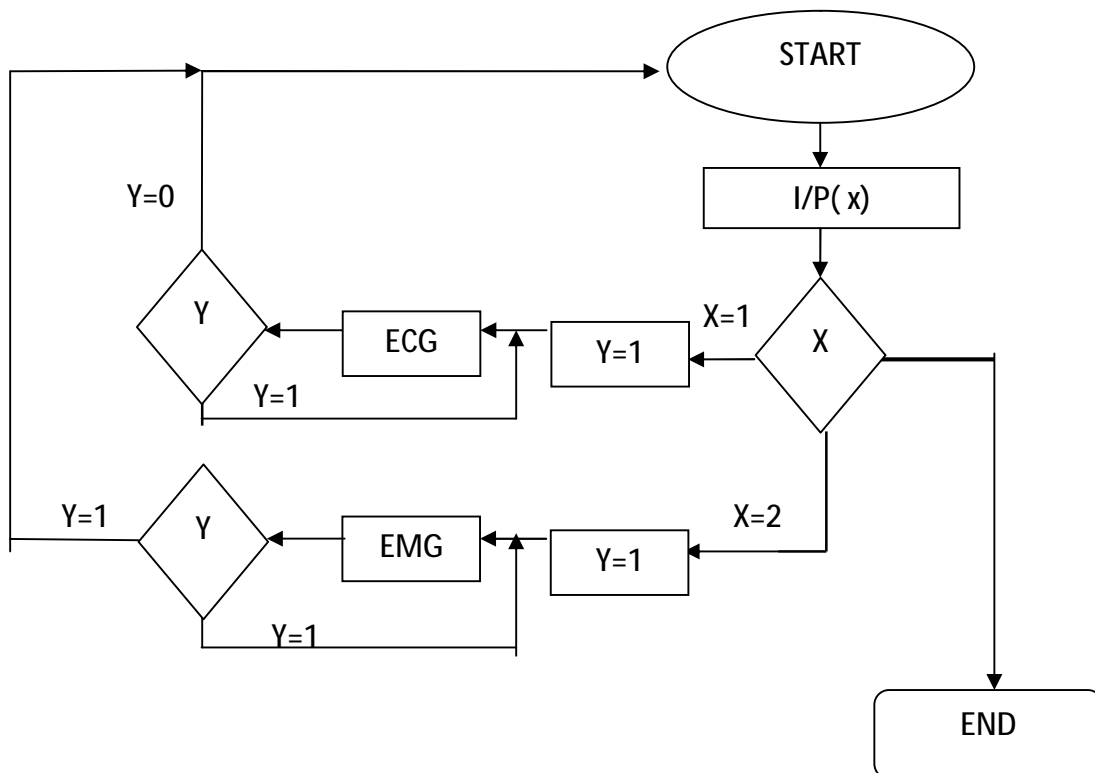 START
I/P( x)
Y=0
X=1
X
Y
ECG
Y=1
Y=1
Y=1
Y
EMG
X=2
Y=1
Y=1
END